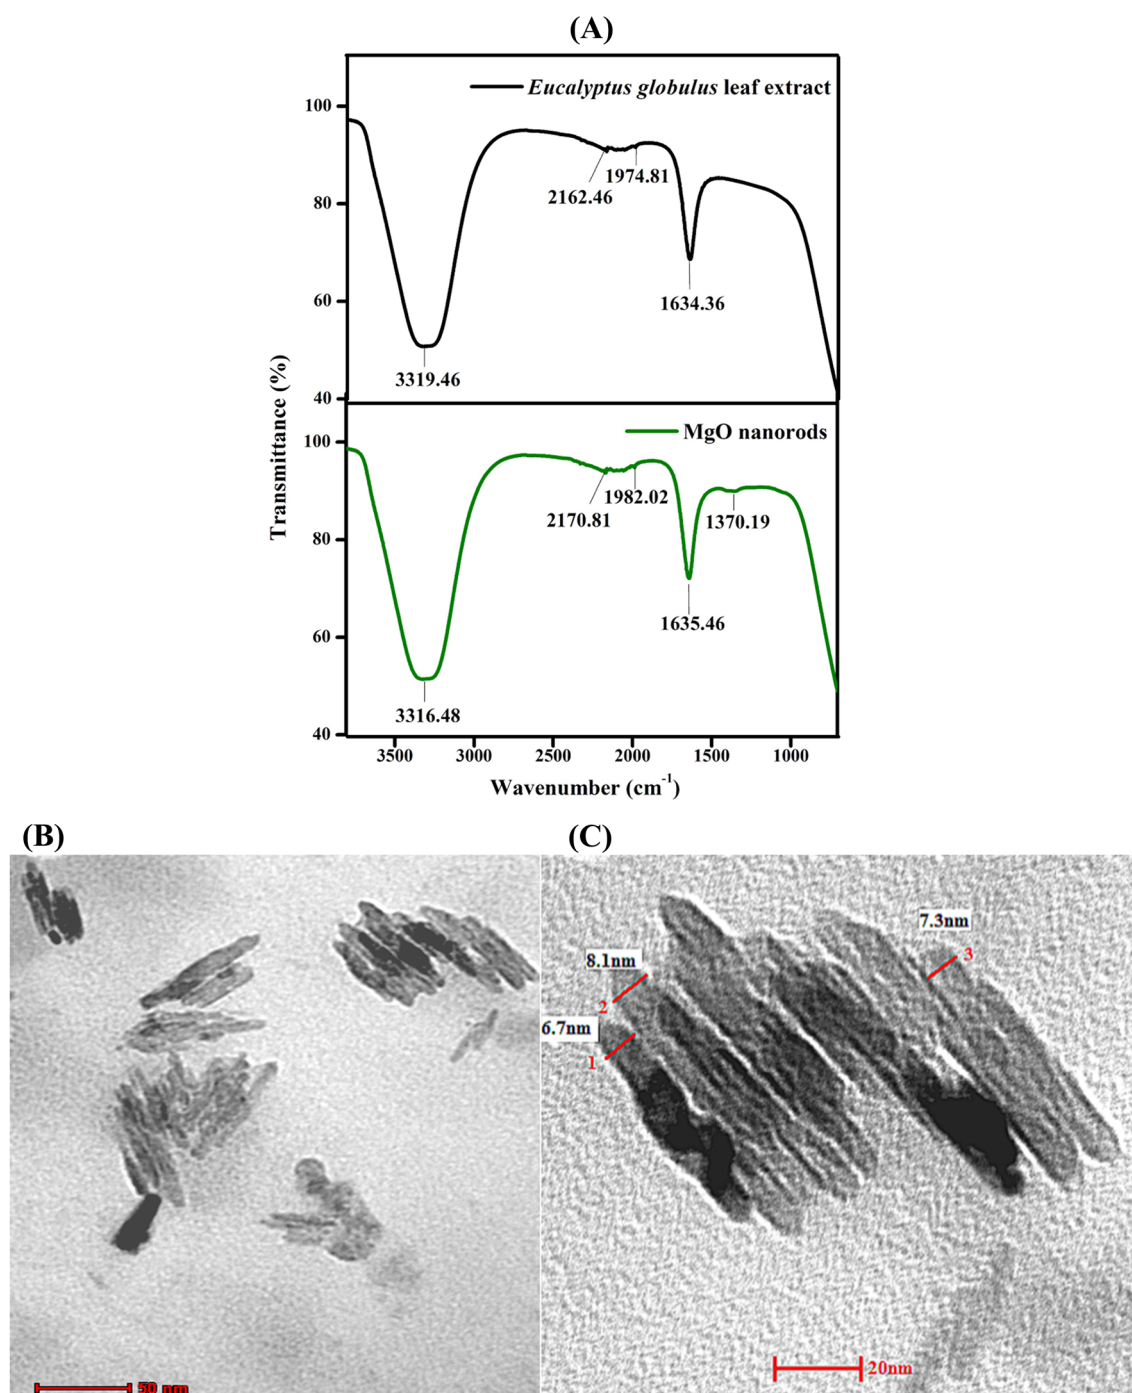 (A)
Eucalyptus globulus leaf extract
100
80
60
40
2162.46
1974.81
1634.36
3319.46
MgO nanorods
100
80
60
40
2170.81
1982.02
1370.19
1635.46
3316.48
Transmittance (%)
3500 3000 2500 2000 1500 1000
Wavenumber (cm-1)
(B)
50 nm
(C)
7.3nm
3
8.1nm
2
6.7nm
1
20nm